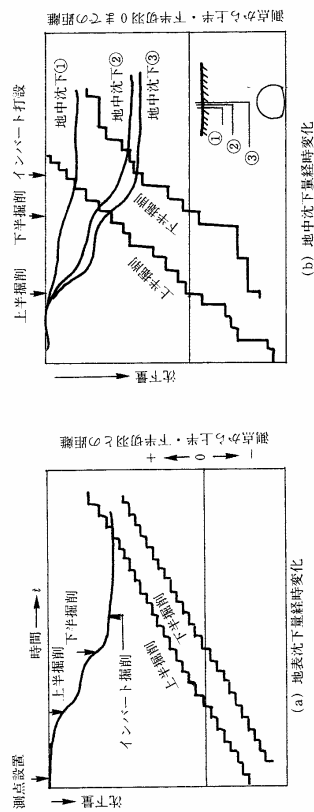 測点設置
時間 → t
上半掘削
下半掘削
インバート掘削
上半掘削
下半掘削
沈下量
測点から上半・下半切羽との距離
+
0
−
(a) 地表沈下量経時変化
上半掘削
下半掘削
インバート打設
地中沈下①
地中沈下②
地中沈下③
上半掘削
下半掘削
沈下量
測点から上半・下半切羽0までの距離
①
②
③
(b) 地中沈下量経時変化